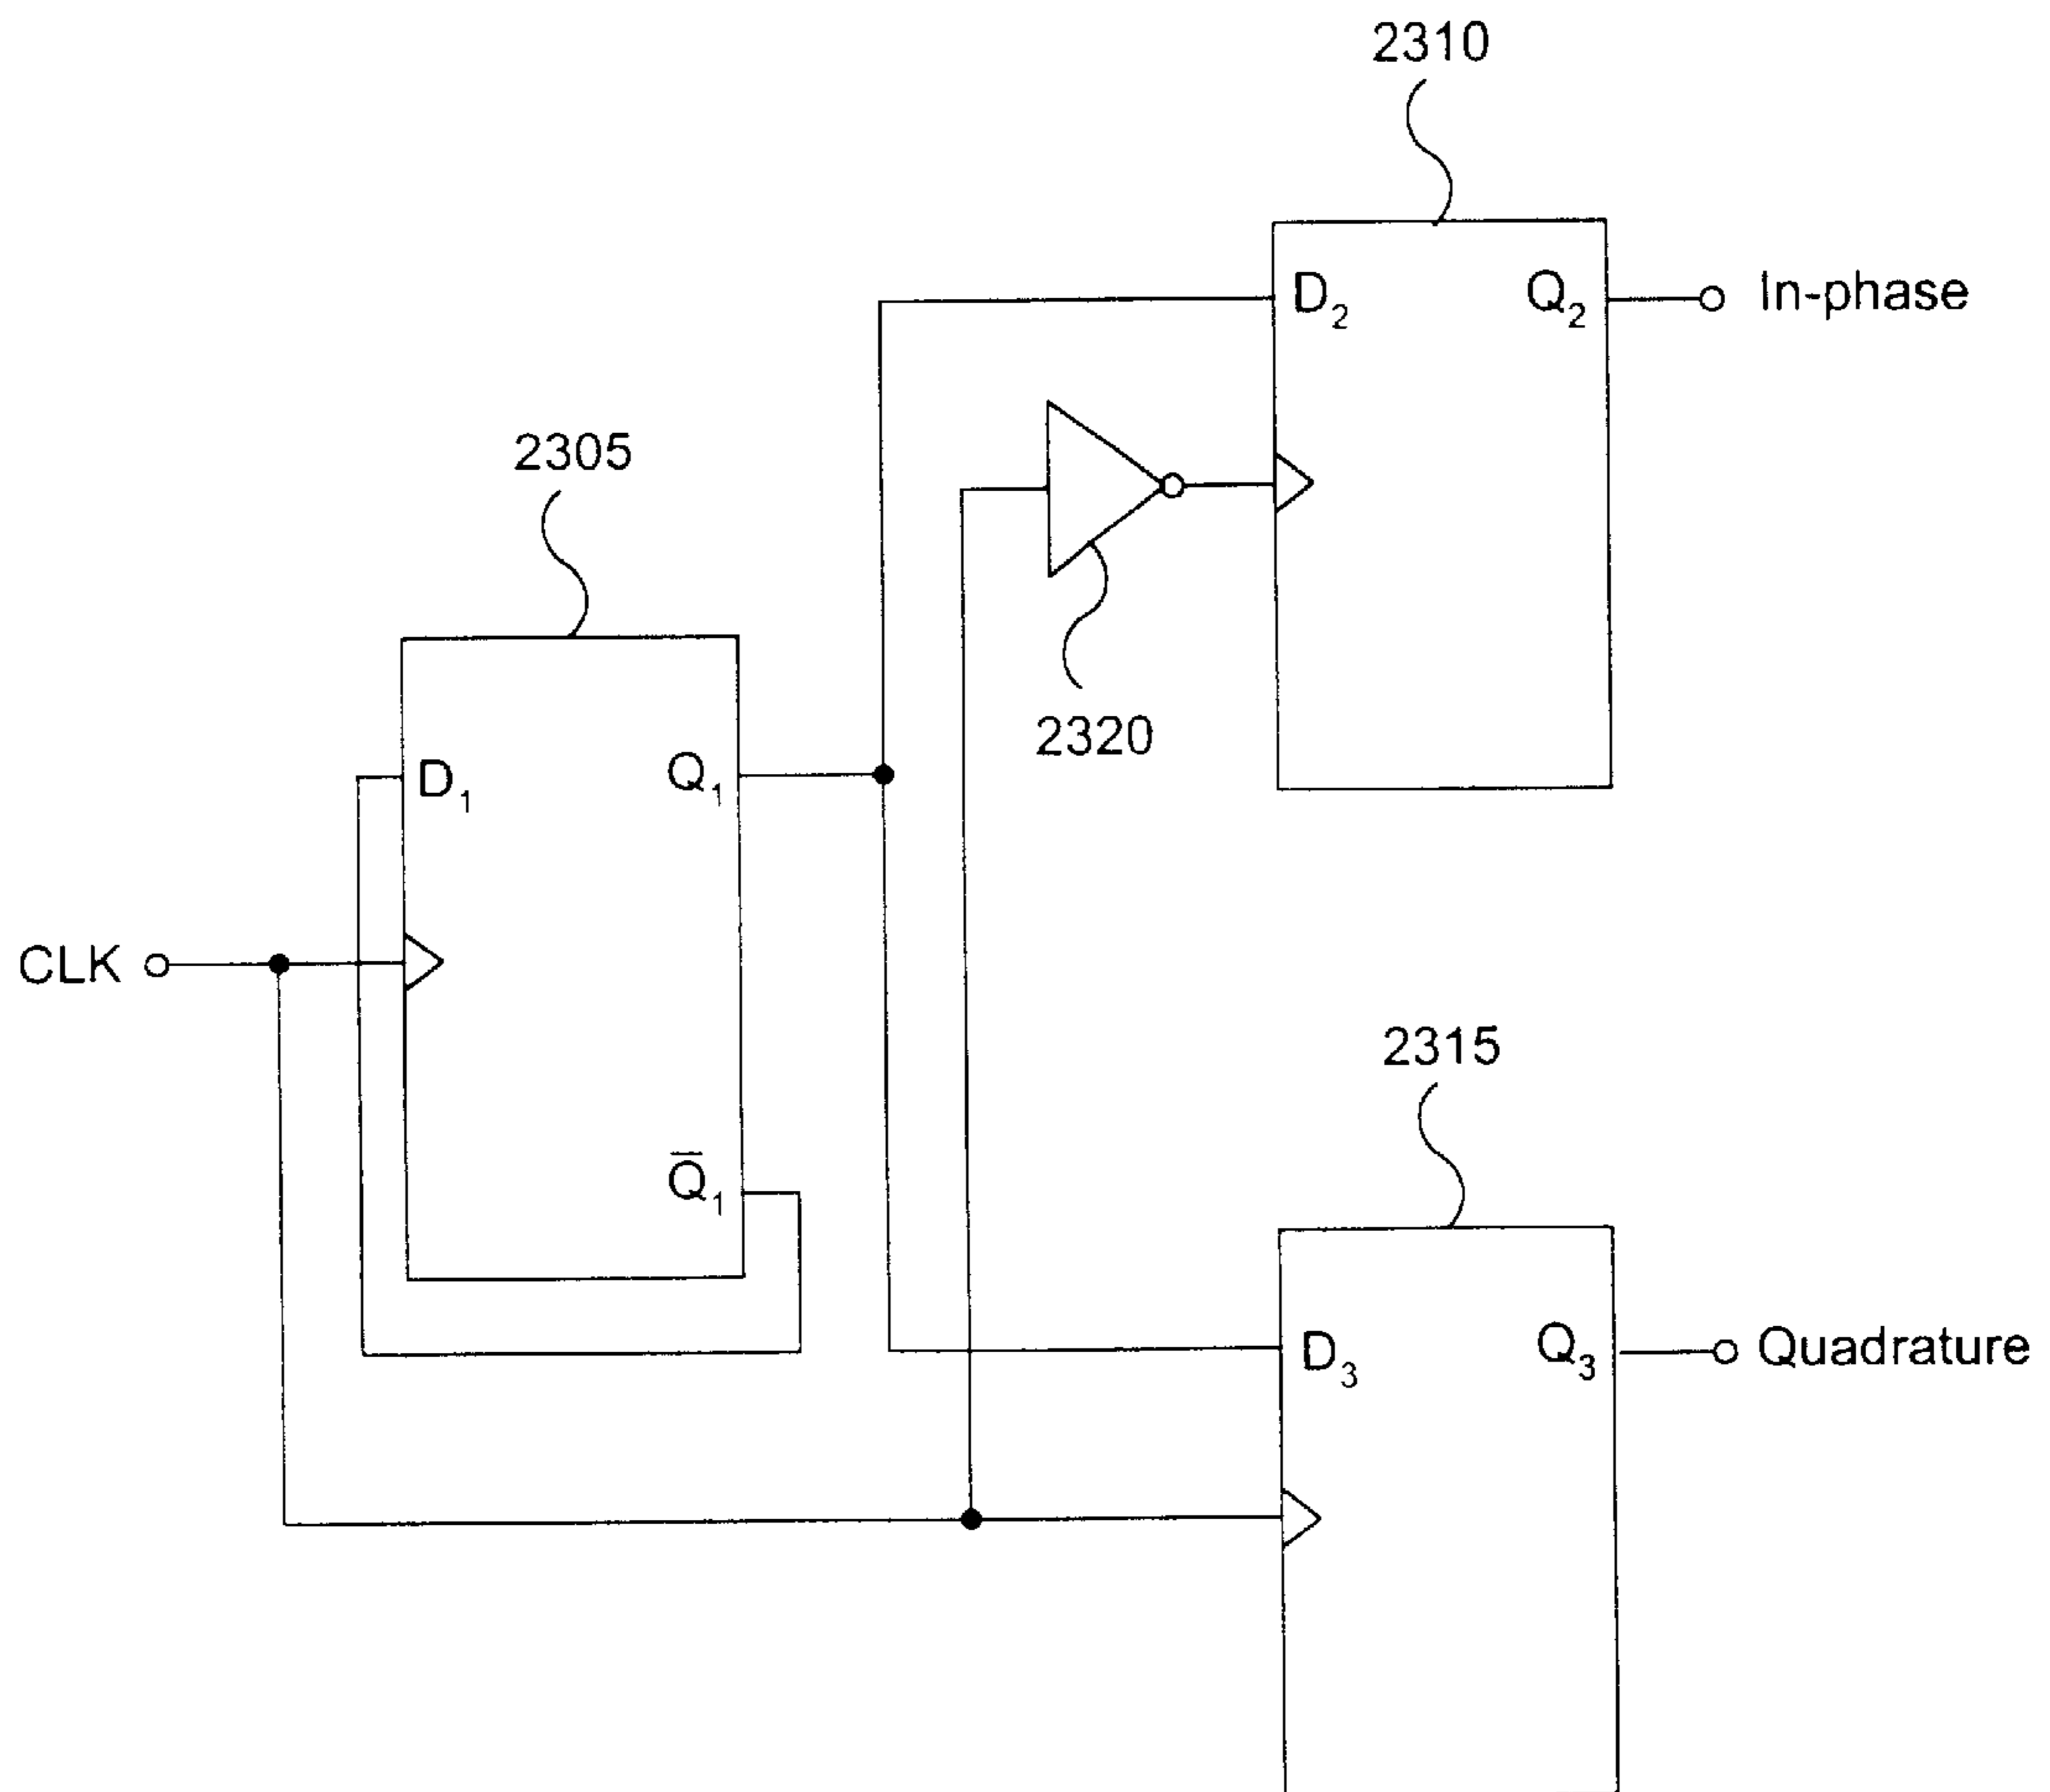 2310
D₂
Q₂
In-phase
2305
2320
D₁
Q₁
CLK
2315
Q̅₁
D₃
Q₃
Quadrature